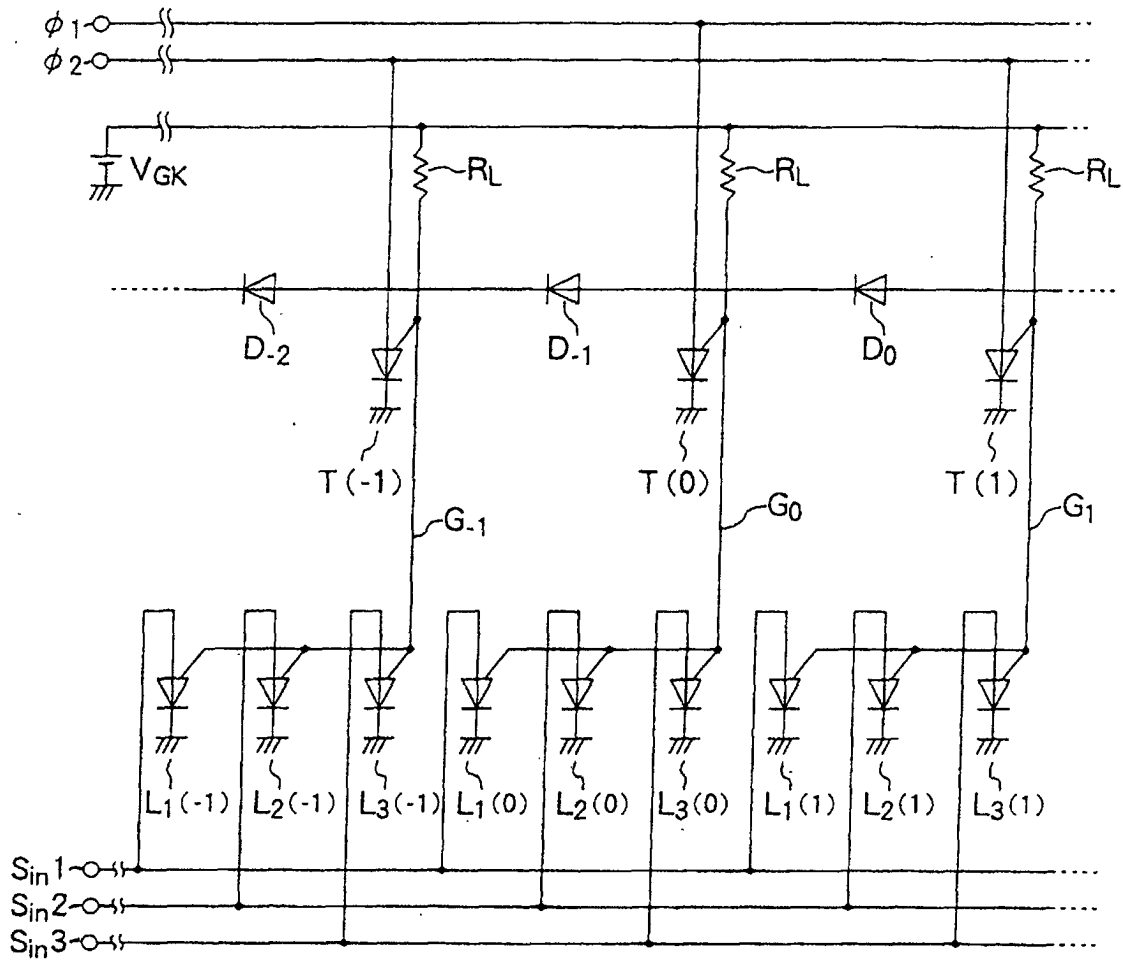 ϕ1
ϕ2
VGK
RL RL RL
D-2 D-1 D0
T(-1) T(0) T(1)
G-1 G0 G1
L1(-1) L2(-1) L3(-1) L1(0) L2(0) L3(0) L1(1) L2(1) L3(1)
Sin1
Sin2
Sin3